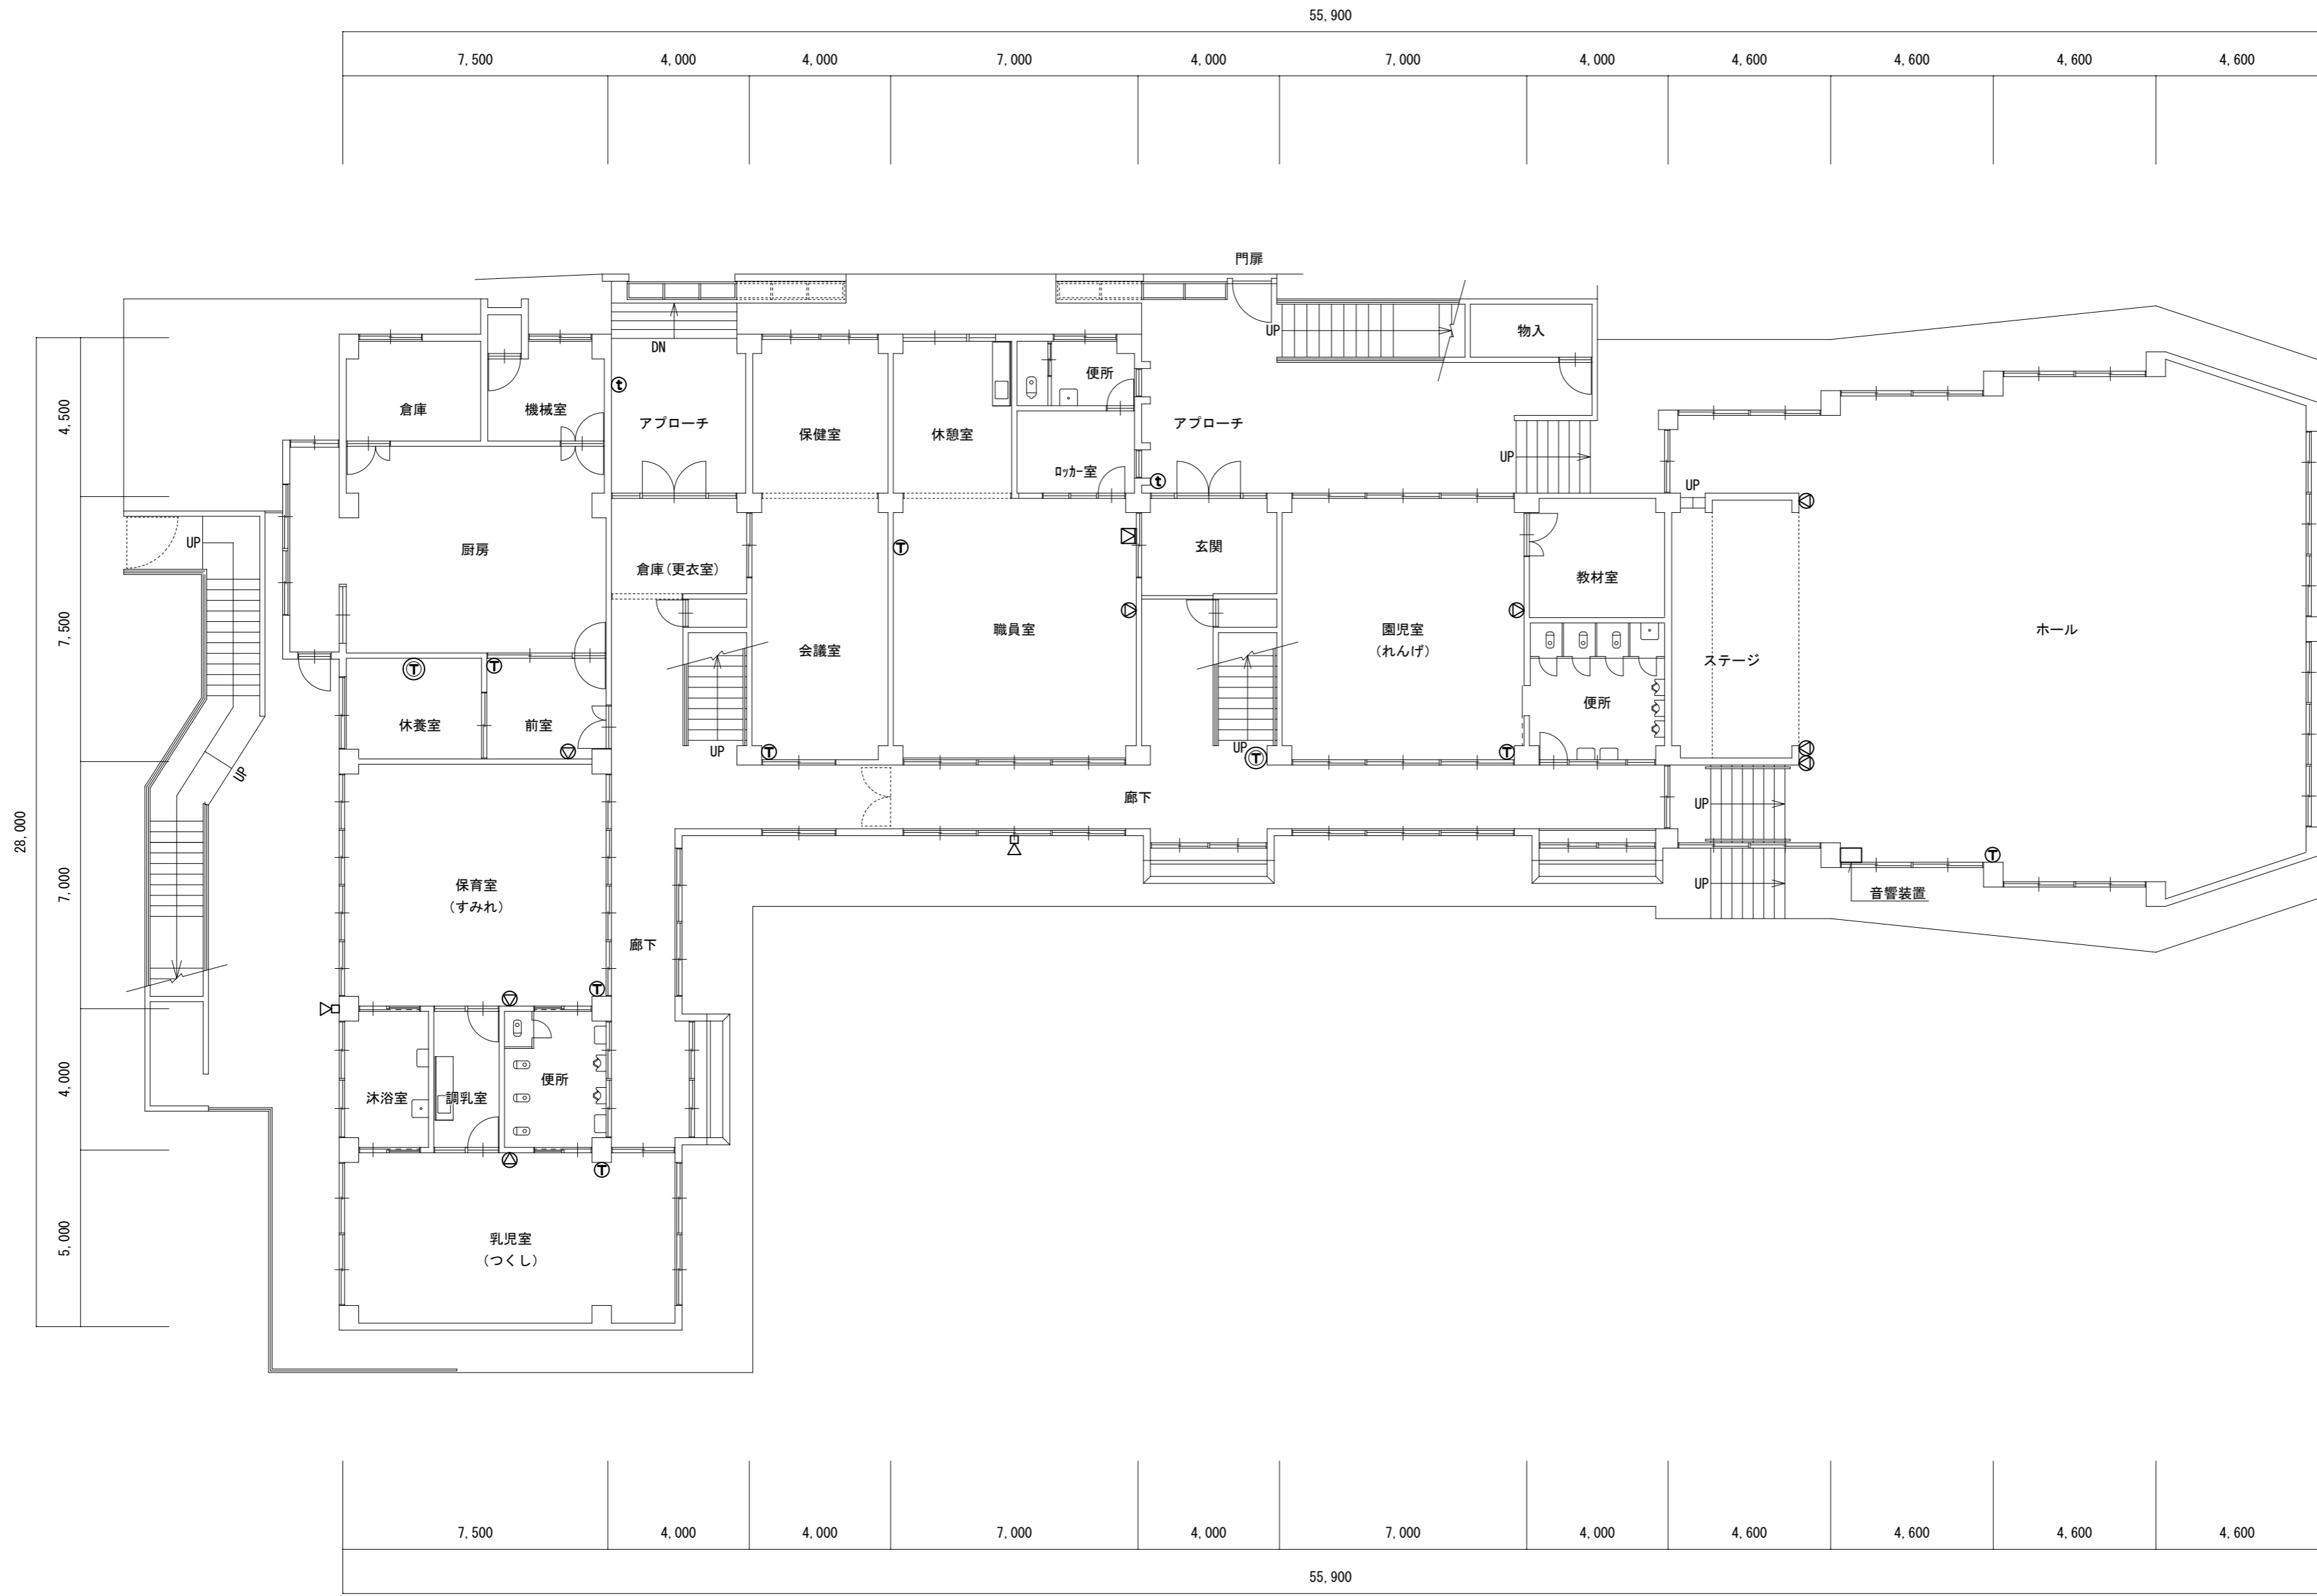 55,900
7,500 4,000 4,000 7,000 4,000 7,000 4,000 4,600 4,600 4,600 4,600
門扉
UP
物入
DN
便所
倉庫
機械室
アプローチ
保健室
休憩室
アプローチ
4,500
ロッカー室
UP
UP
UP
厨房
倉庫(更衣室)
玄関
教材室
7,500
会議室
職員室
園児室
(れんげ)
ホール
ステージ
休養室
前室
便所
UP
UP
UP
廊下
UP
28,000
7,000
保育室
(すみれ)
UP
音響装置
廊下
4,000
沐浴室
調乳室
便所
5,000
乳児室
(つくし)
T
T
T
T
T
T
T
T
T
T
t
t
7,500 4,000 4,000 7,000 4,000 7,000 4,000 4,600 4,600 4,600 4,600
55,900